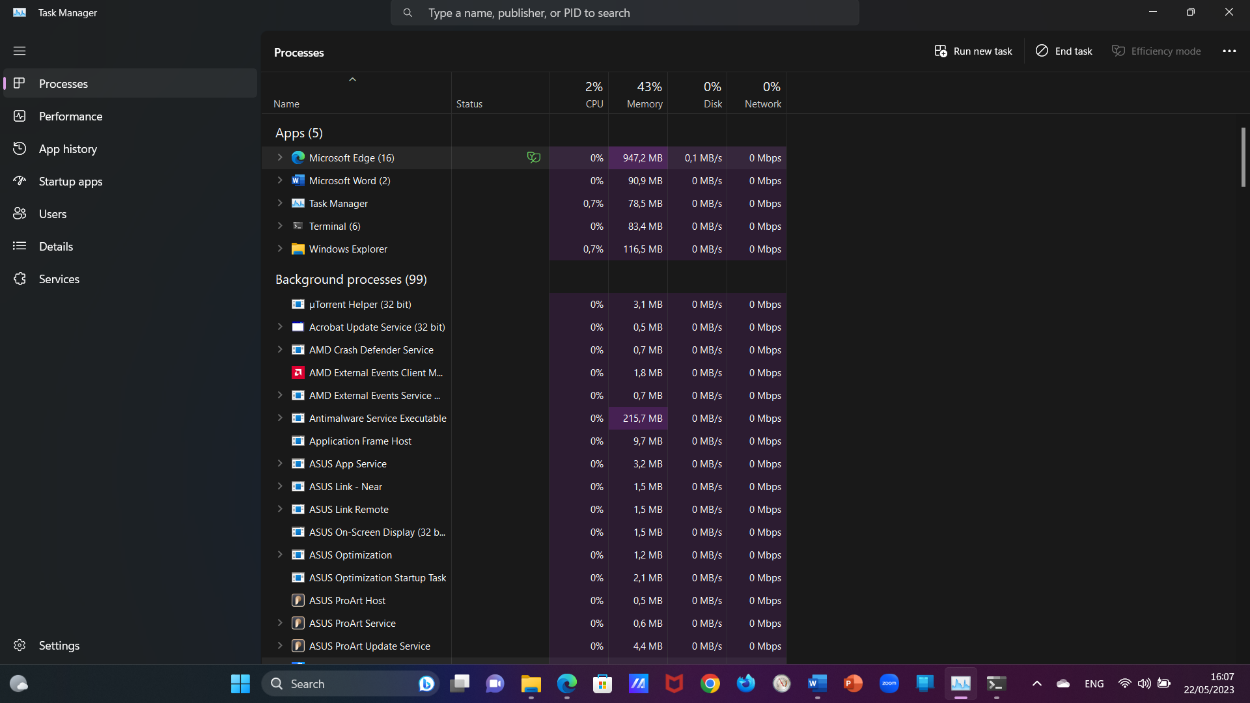 Task Manager
Type a name, publisher, or PID to search
Processes
Run new task
End task
Efficiency mode
Processes
Performance
App history
Startup apps
Users
Details
Services
Settings
2% 43% 0% 0%
Name Status CPU Memory Disk Network
Apps (5)
Microsoft Edge (16) 0% 947,2 MB 0,1 MB/s 0 Mbps
Microsoft Word (2) 0% 90,9 MB 0 MB/s 0 Mbps
Task Manager 0,7% 78,5 MB 0 MB/s 0 Mbps
Terminal (6) 0% 83,4 MB 0 MB/s 0 Mbps
Windows Explorer 0,7% 116,5 MB 0 MB/s 0 Mbps
Background processes (99)
µTorrent Helper (32 bit) 0% 3,1 MB 0 MB/s 0 Mbps
Acrobat Update Service (32 bit) 0% 0,5 MB 0 MB/s 0 Mbps
AMD Crash Defender Service 0% 0,7 MB 0 MB/s 0 Mbps
AMD External Events Client M... 0% 1,8 MB 0 MB/s 0 Mbps
AMD External Events Service ... 0% 0,7 MB 0 MB/s 0 Mbps
Antimalware Service Executable 0% 215,7 MB 0 MB/s 0 Mbps
Application Frame Host 0% 9,7 MB 0 MB/s 0 Mbps
ASUS App Service 0% 3,2 MB 0 MB/s 0 Mbps
ASUS Link - Near 0% 1,5 MB 0 MB/s 0 Mbps
ASUS Link Remote 0% 1,5 MB 0 MB/s 0 Mbps
ASUS On-Screen Display (32 b... 0% 1,5 MB 0 MB/s 0 Mbps
ASUS Optimization 0% 1,2 MB 0 MB/s 0 Mbps
ASUS Optimization Startup Task 0% 2,1 MB 0 MB/s 0 Mbps
ASUS ProArt Host 0% 0,5 MB 0 MB/s 0 Mbps
ASUS ProArt Service 0% 0,6 MB 0 MB/s 0 Mbps
ASUS ProArt Update Service 0% 4,4 MB 0 MB/s 0 Mbps
Search
zoom
ENG
16:07
22/05/2023